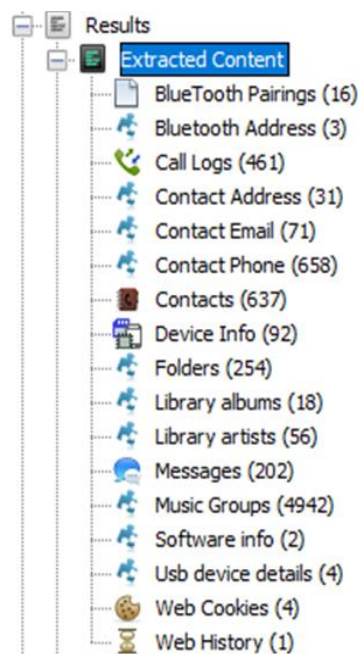 Results
Extracted Content
BlueTooth Pairings (16)
Bluetooth Address (3)
Call Logs (461)
Contact Address (31)
Contact Email (71)
Contact Phone (658)
Contacts (637)
Device Info (92)
Folders (254)
Library albums (18)
Library artists (56)
Messages (202)
Music Groups (4942)
Software info (2)
Usb device details (4)
Web Cookies (4)
Web History (1)